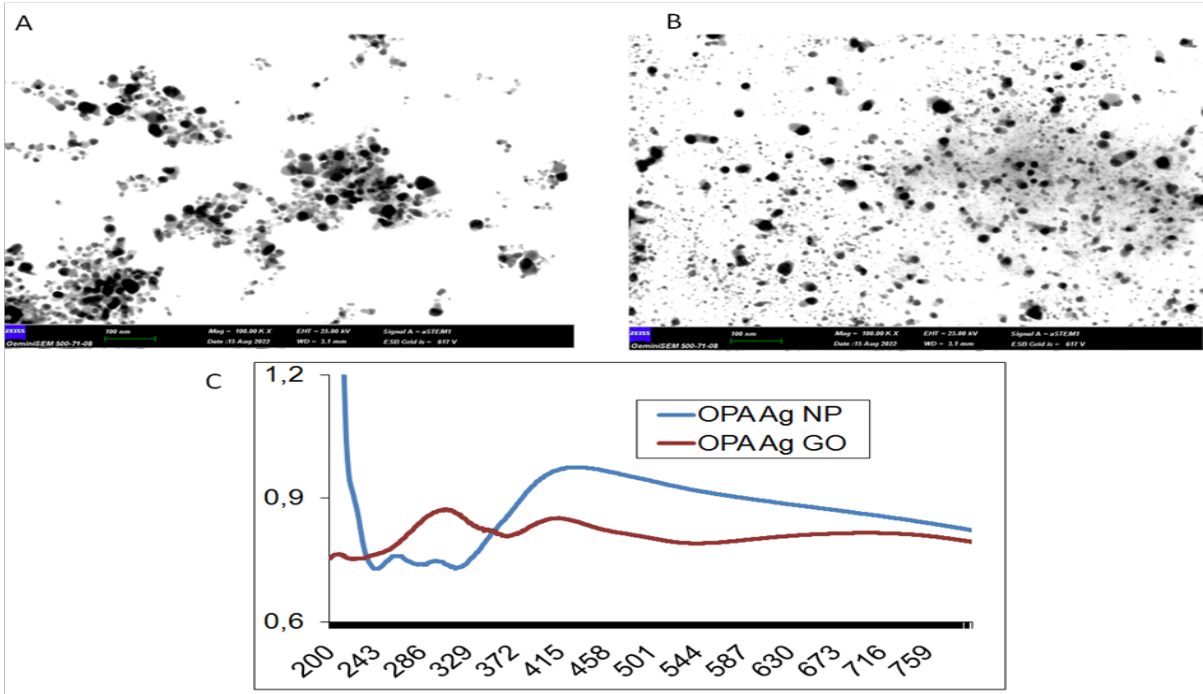 A
B
ZEISS
100 nm
Mag = 100.00 K X
EHT = 25.00 kV
Signal A = aSTEM1
GeminiSEM 500-71-08
Date :15 Aug 2022
WD = 3.1 mm
ESB Grid is = 617 V
ZEISS
100 nm
Mag = 100.00 K X
EHT = 25.00 kV
Signal A = aSTEM1
GeminiSEM 500-71-08
Date :15 Aug 2022
WD = 3.1 mm
ESB Grid is = 617 V
C
1,2
0,9
0,6
OPAAg NP
OPAAg GO
200 243 286 329 372 415 458 501 544 587 630 673 716 759